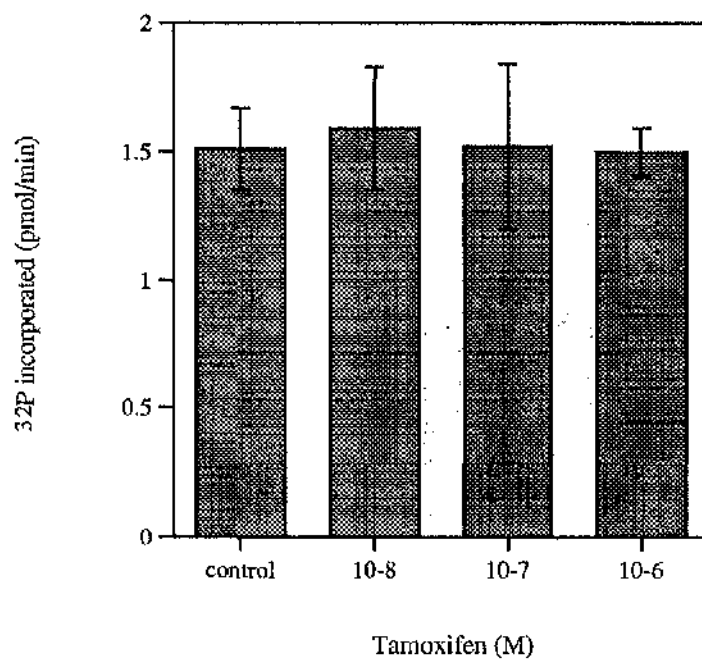 2
1.5
1
0.5
0
32P incorporated (pmol/min)
control 10-8 10-7 10-6
Tamoxifen (M)